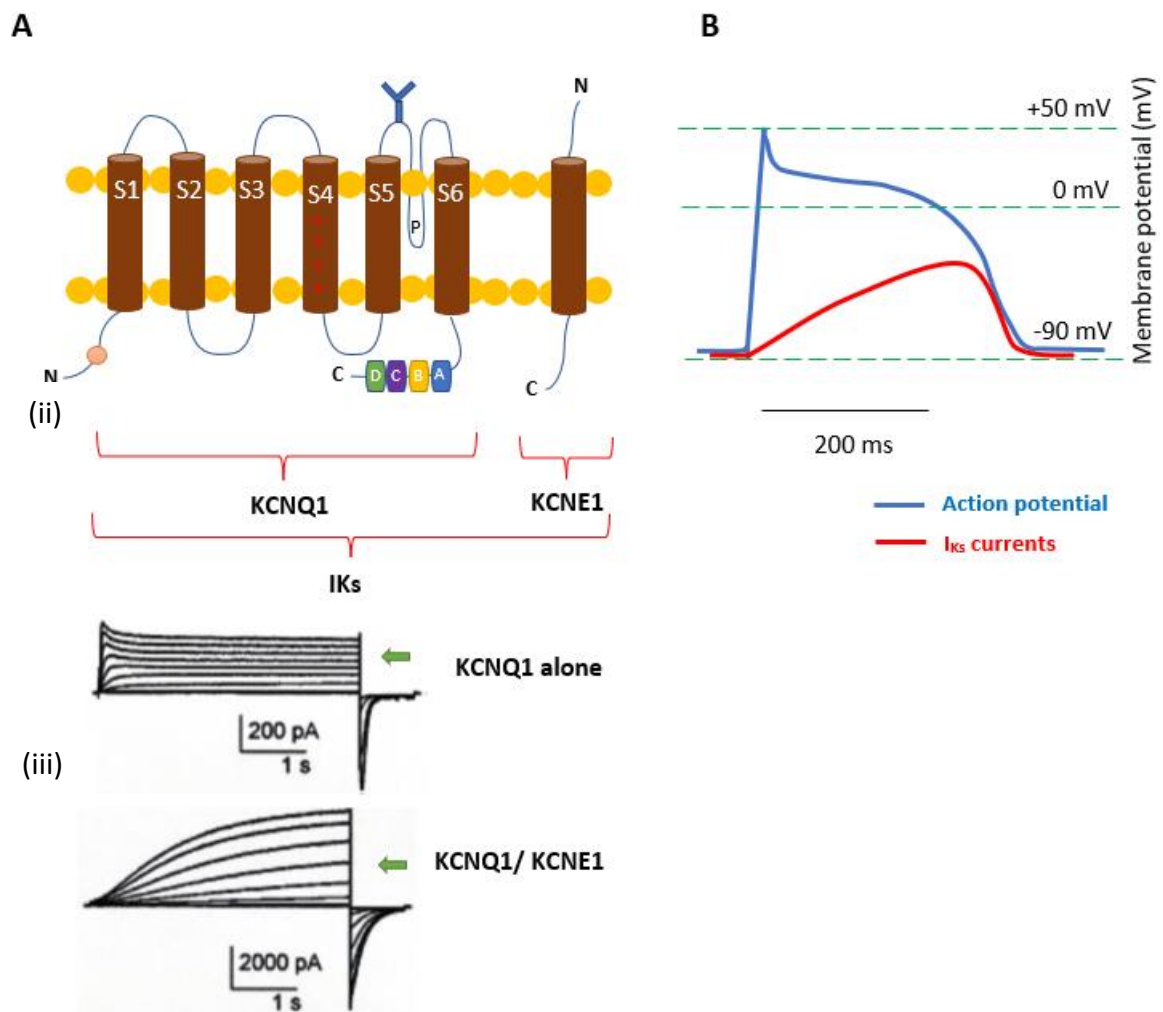 A
B
N
+50 mV
S1 S2 S3 S4 S5 S6
P
0 mV
Membrane potential (mV)
-90 mV
N
C D C B A
C
(ii)
200 ms
KCNQ1
KCNE1
Action potential
IKs currents
IKs
KCNQ1 alone
200 pA
1 s
(iii)
KCNQ1/ KCNE1
2000 pA
1 s